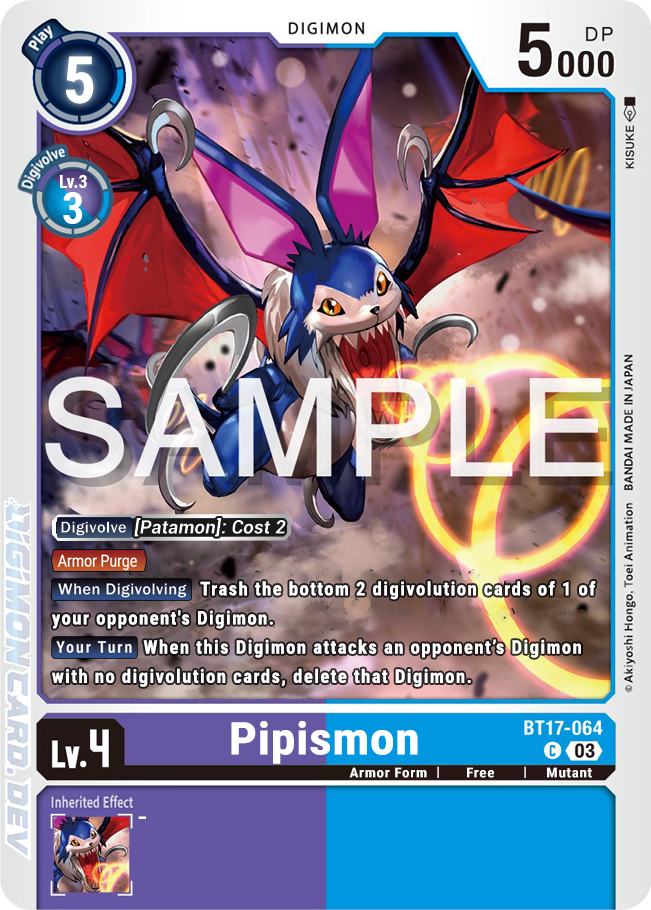 DIGIMON
Play
5
DP
5000
Digivolve
Lv.3
3
KISUKE
SAMPLE
© Akiyoshi Hongo, Toei Animation BANDAI MADE IN JAPAN
Digivolve [Patamon]: Cost 2
Armor Purge
When Digivolving Trash the bottom 2 digivolution cards of 1 of
your opponent's Digimon.
Your Turn When this Digimon attacks an opponent's Digimon
with no digivolution cards, delete that Digimon.
DIGIMONCARD.DEV
Lv.4
Pipismon
BT17-064
C 03
Armor Form | Free | Mutant
Inherited Effect
-